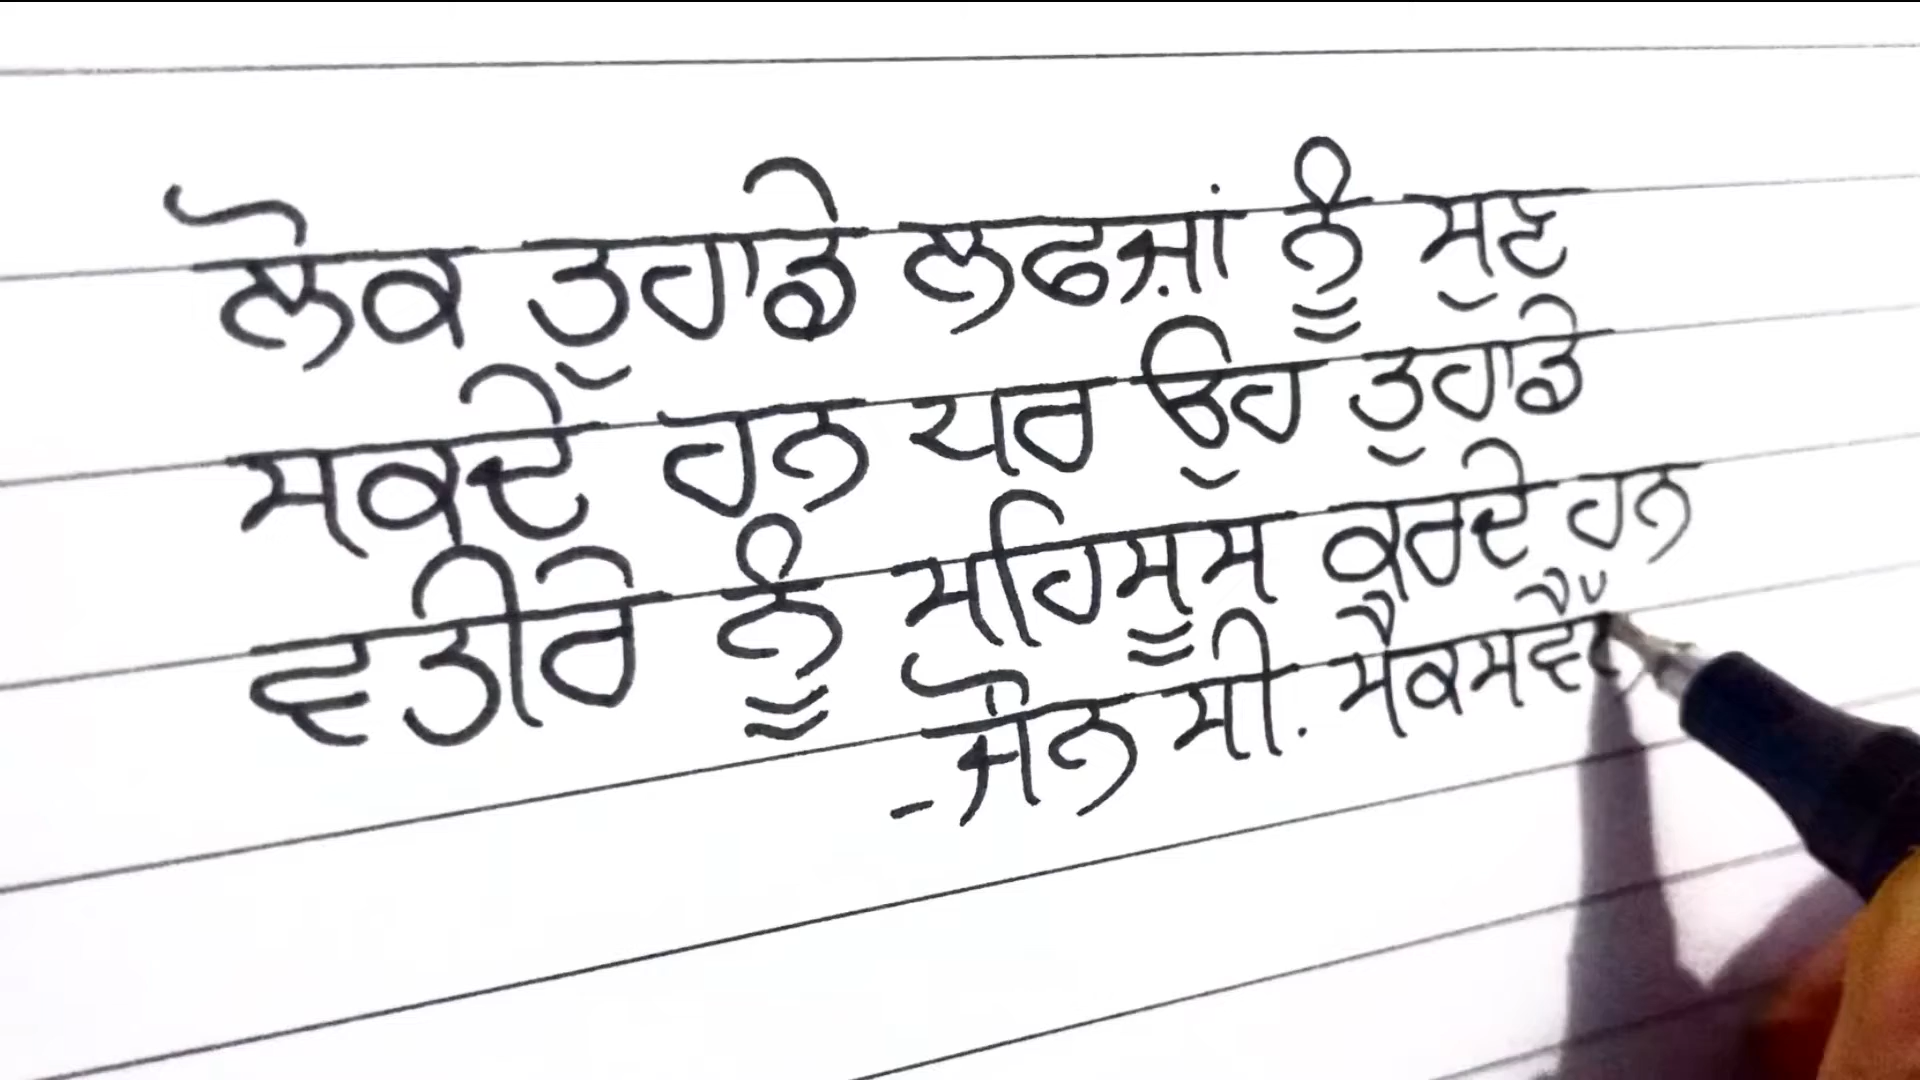 ਲੋਕ ਤੁਹਾਡੇ ਲਫਜ਼ਾਂ ਨੂੰ ਸੁਣ
ਸਕਦੇ ਹਨ ਪਰ ਉਹ ਤੁਹਾਡੇ
ਵਤੀਰੇ ਨੂੰ ਮਹਿਸੂਸ ਕਰਦੇ ਹਨ
-ਜੌਨ ਸੀ. ਮੈਕਸਵੈੱਲ